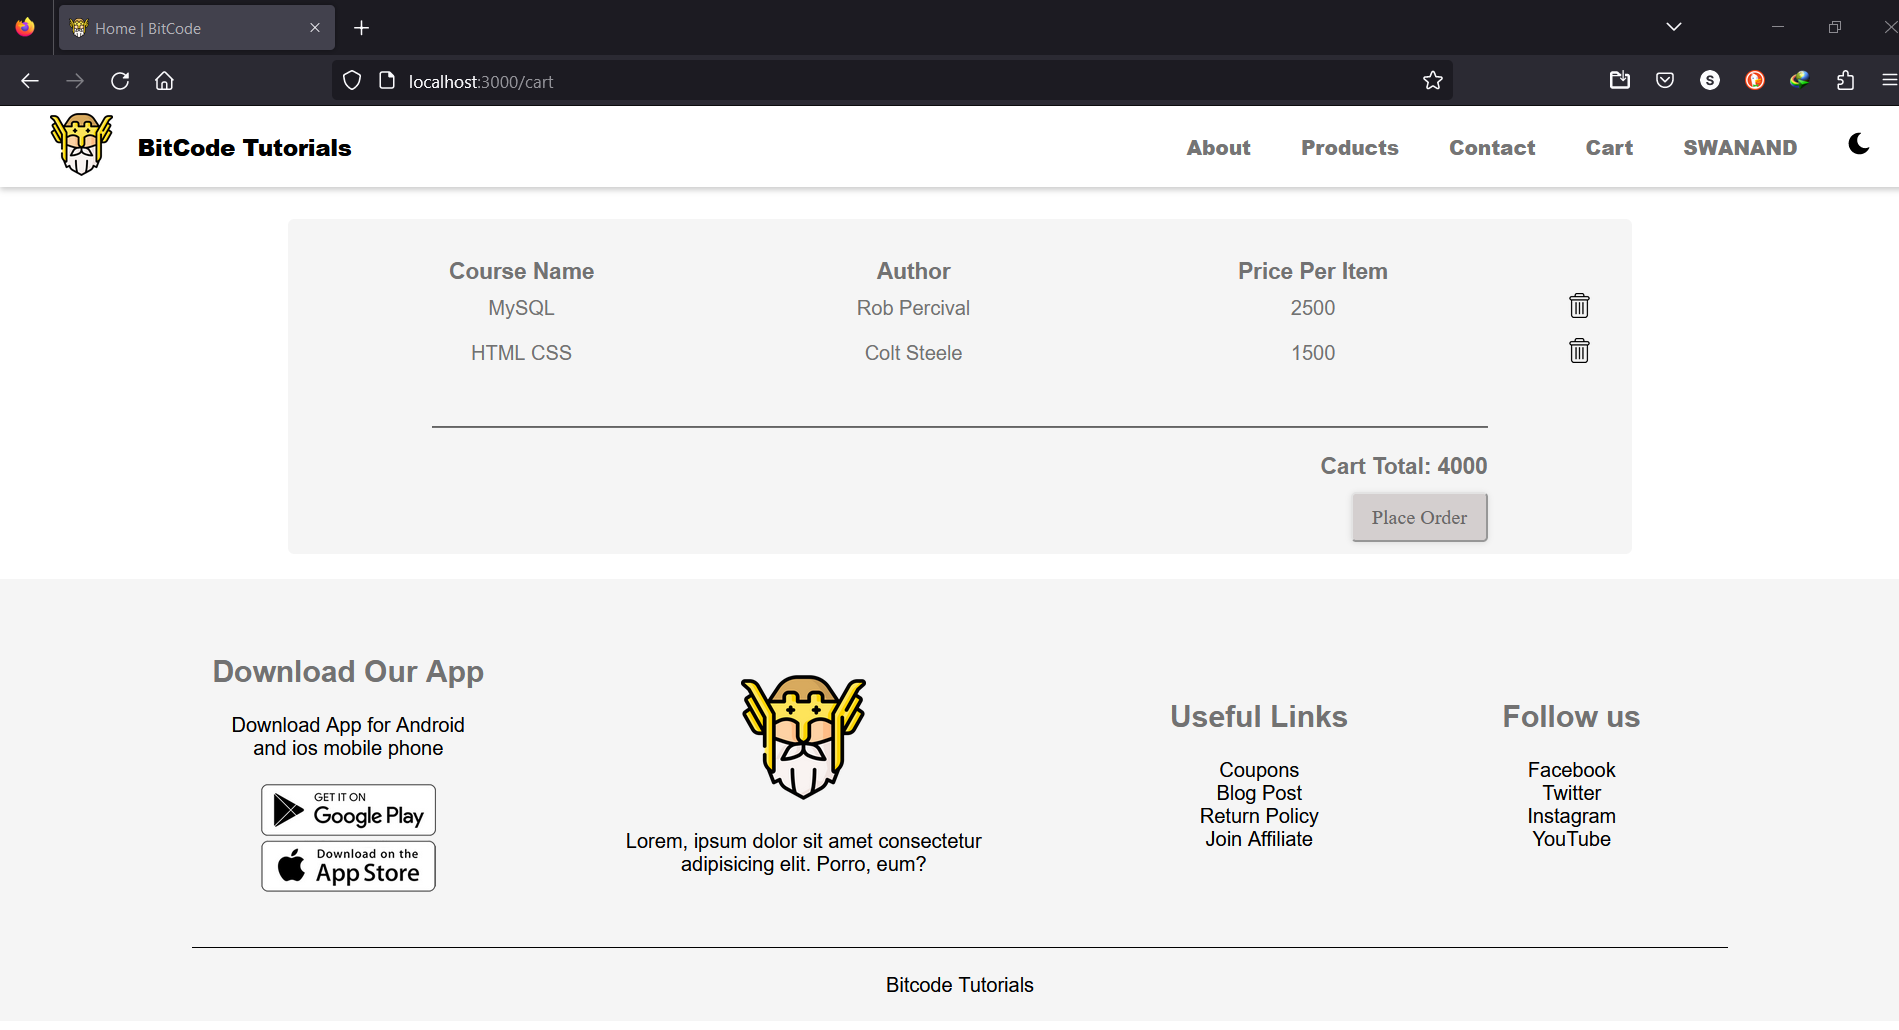 Home | BitCode
localhost:3000/cart
S
BitCode Tutorials
About Products Contact Cart SWANAND
Course Name Author Price Per Item
MySQL Rob Percival 2500
HTML CSS Colt Steele 1500
Cart Total: 4000
Place Order
Download Our App
Download App for Android
and ios mobile phone
GET IT ON
Google Play
Download on the
App Store
Lorem, ipsum dolor sit amet consectetur
adipisicing elit. Porro, eum?
Useful Links
Coupons
Blog Post
Return Policy
Join Affiliate
Follow us
Facebook
Twitter
Instagram
YouTube
Bitcode Tutorials